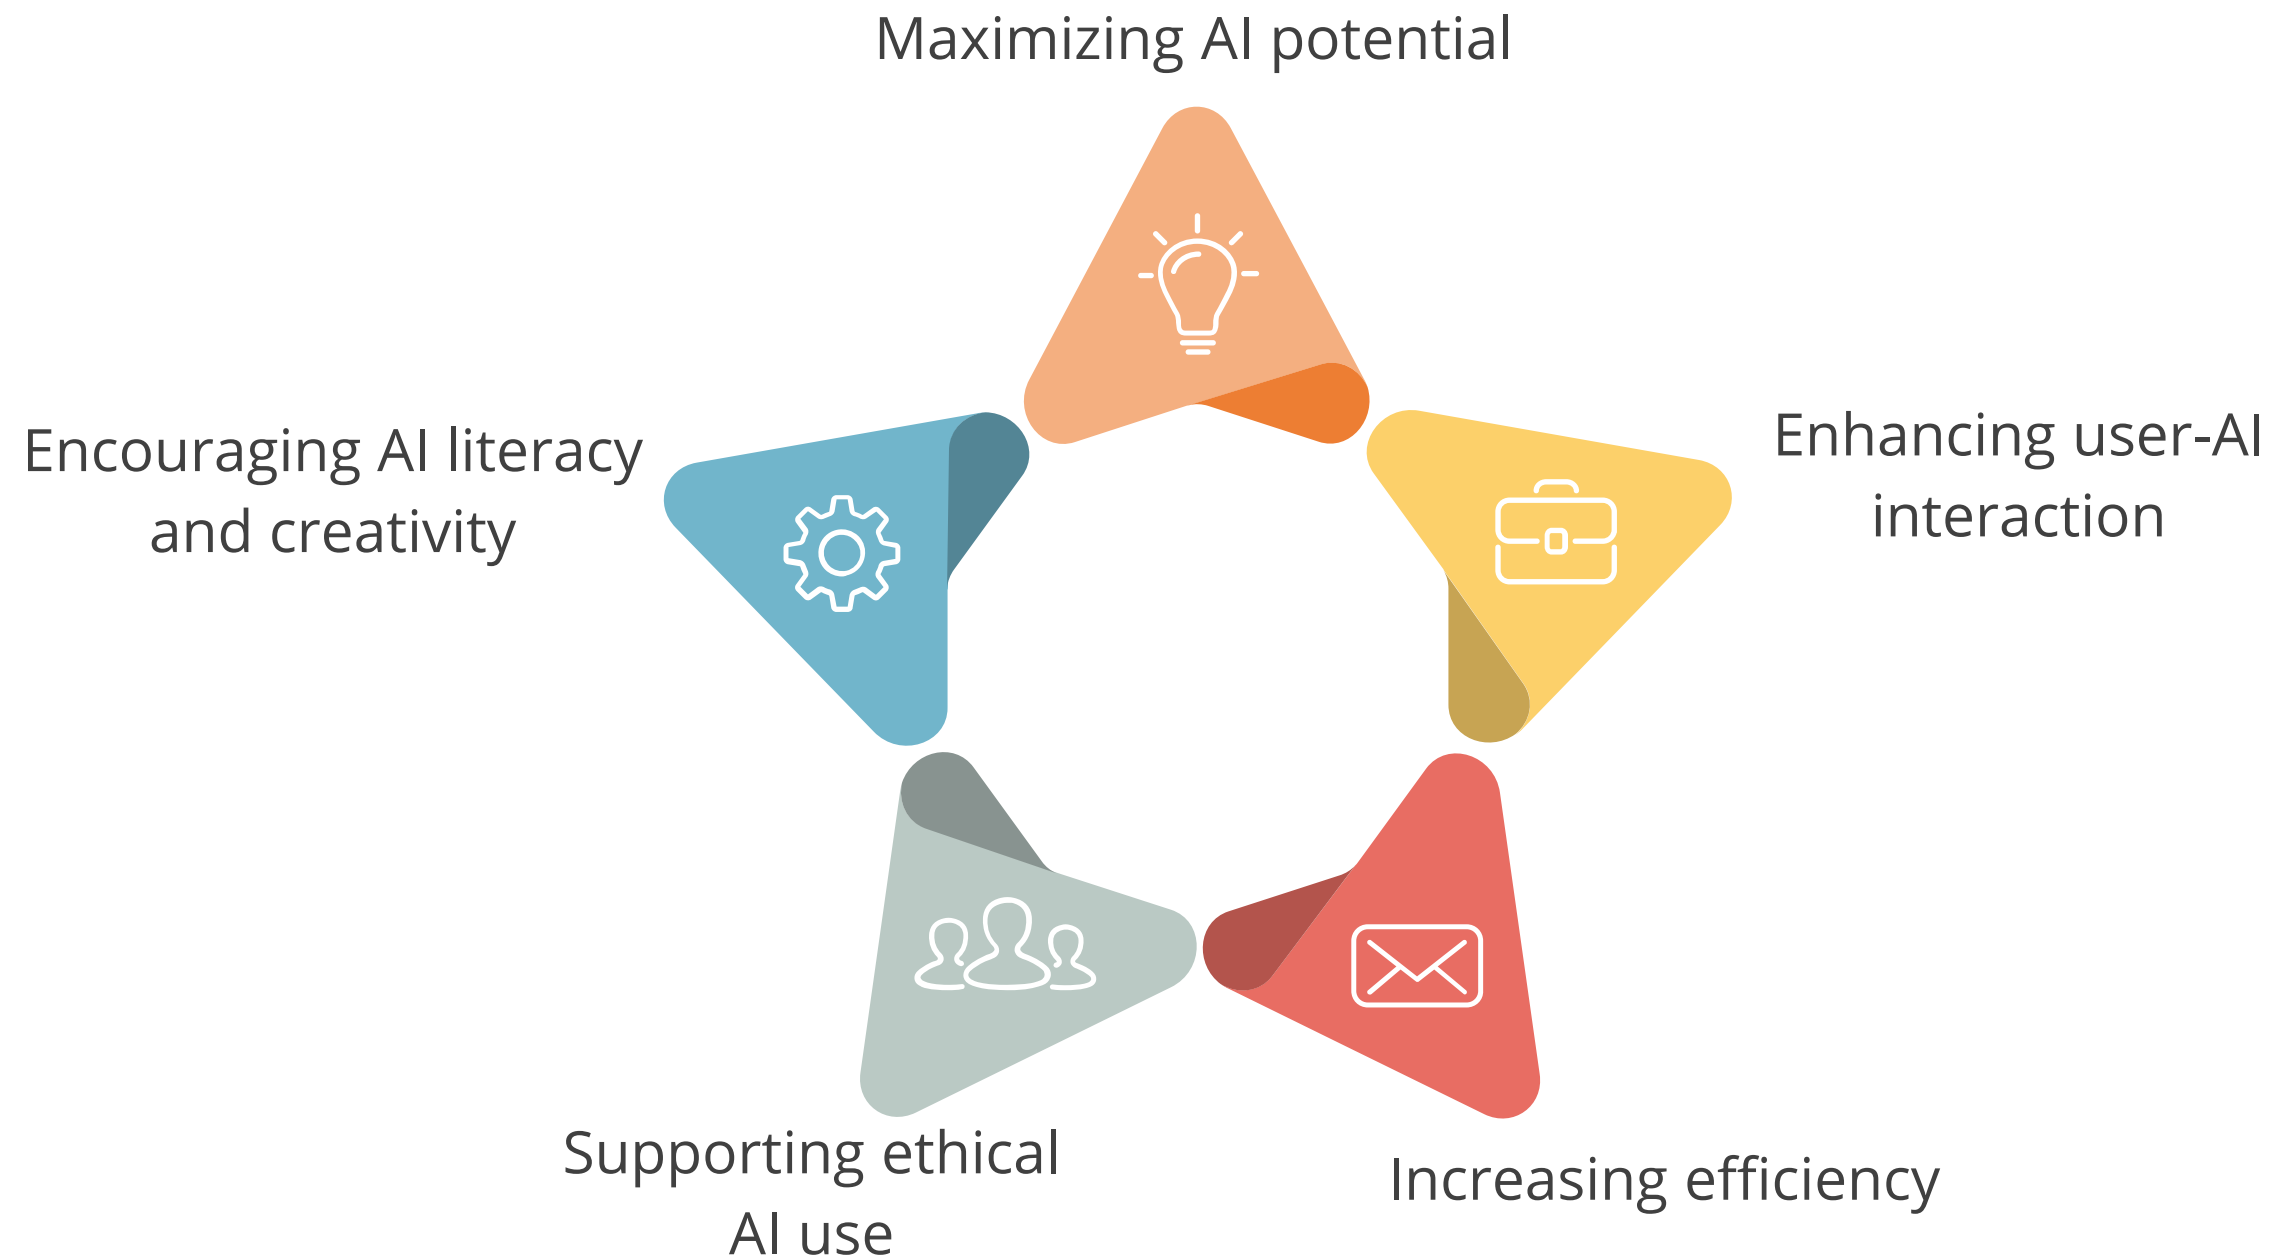 Maximizing AI potential
Enhancing user-AI
interaction
Encouraging AI literacy
and creativity
Supporting ethical
AI use
Increasing efficiency